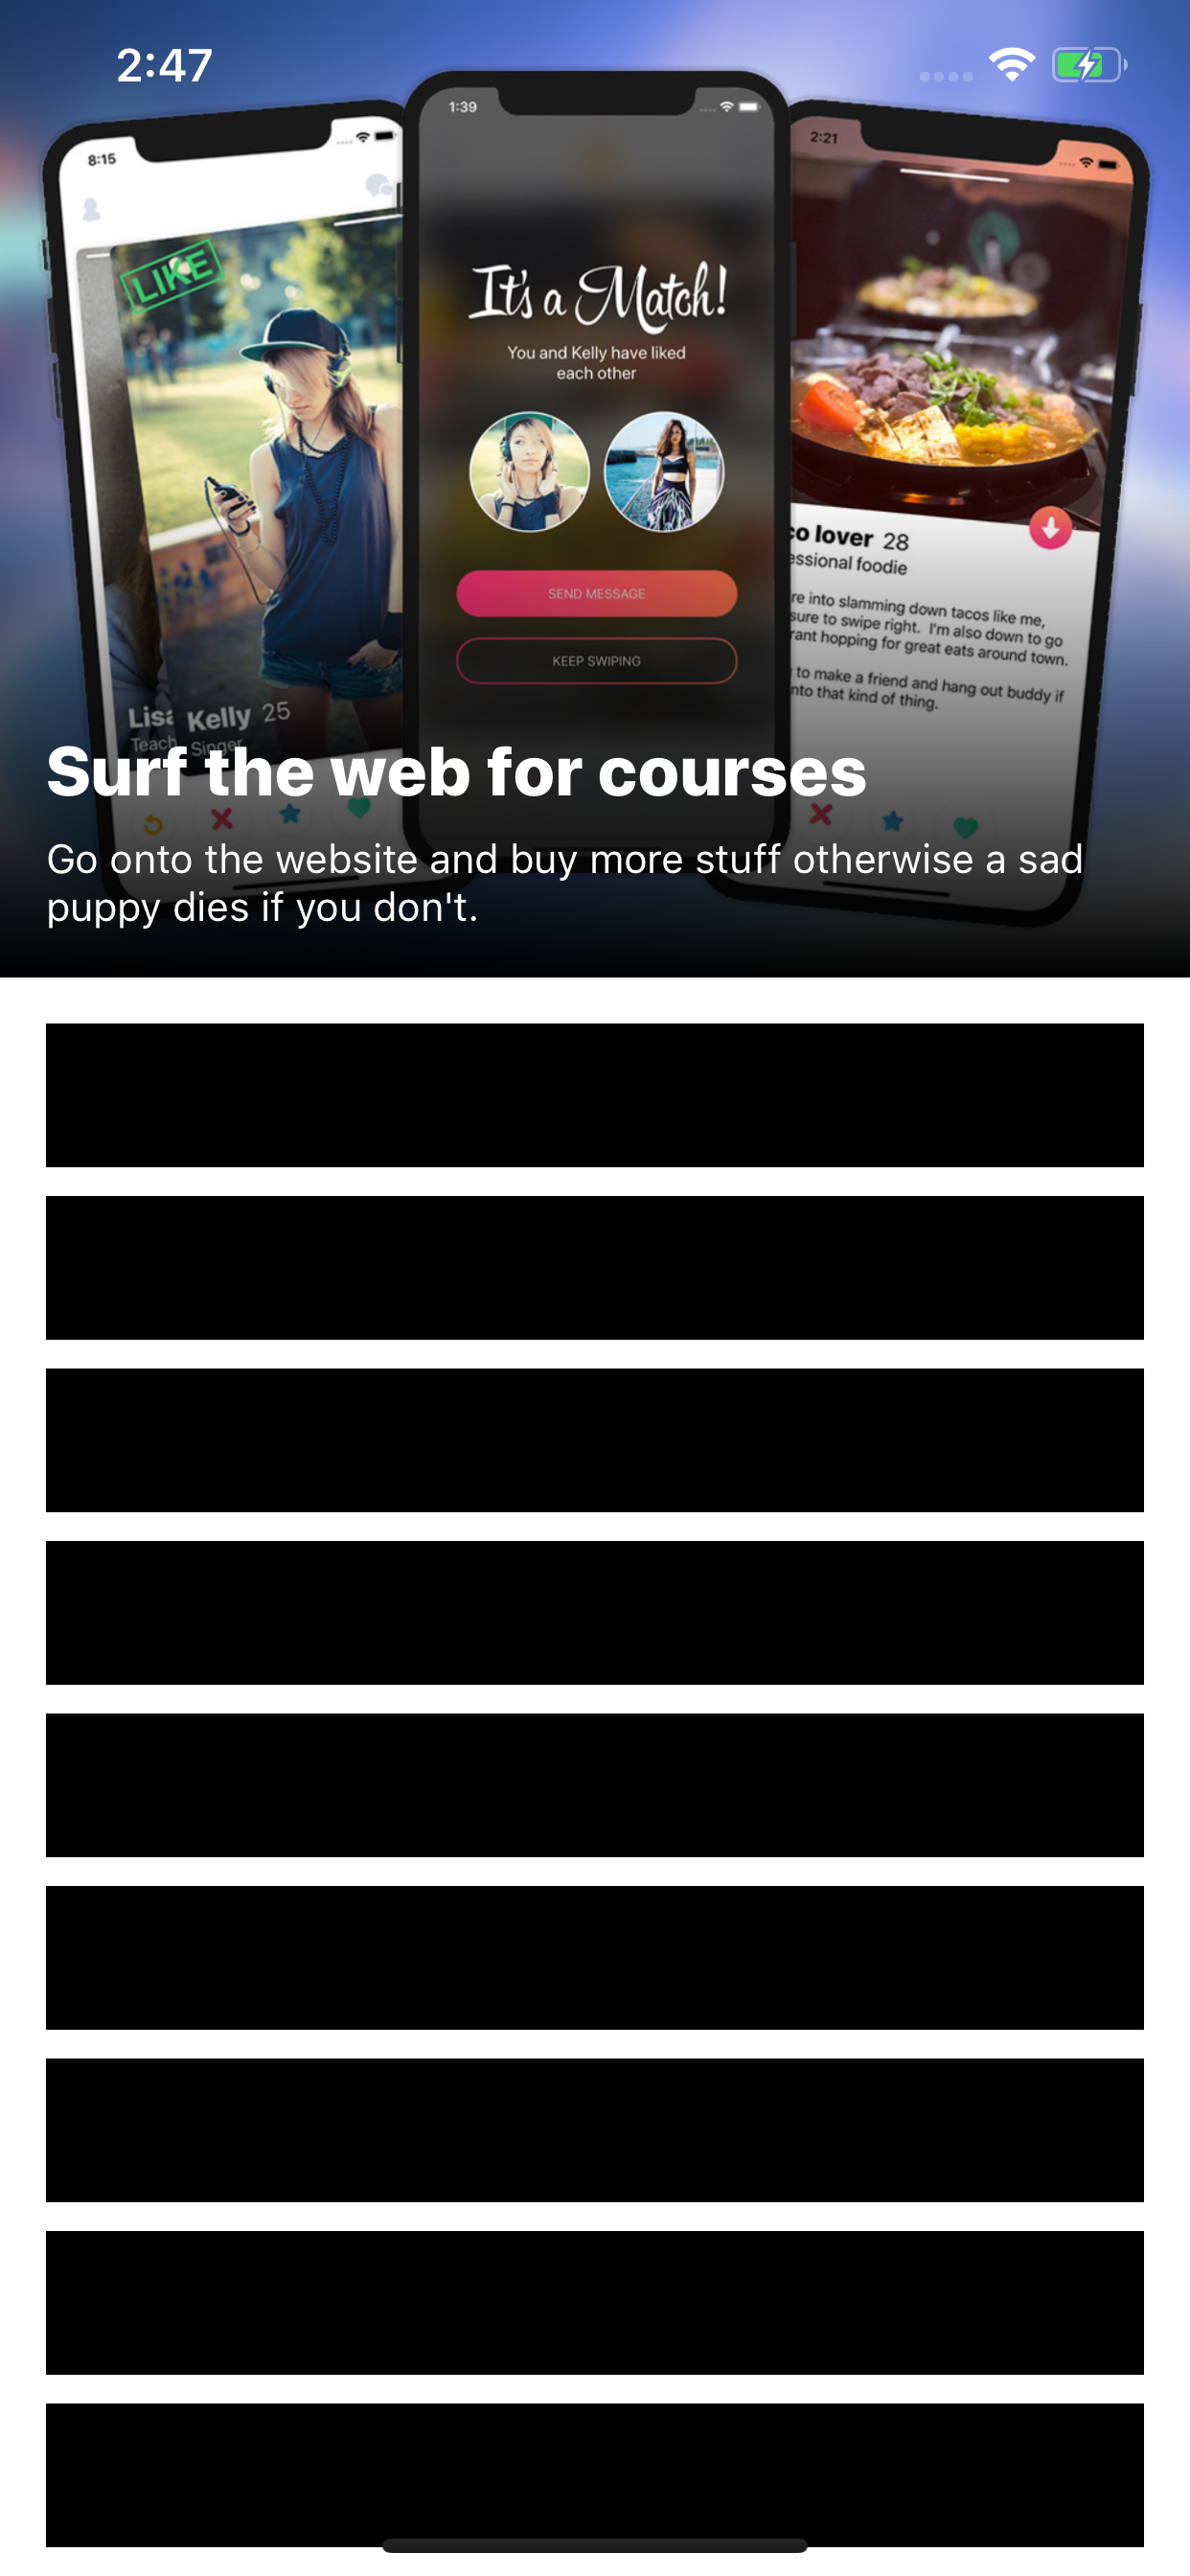 2:47
8:15
LIKE
Lisa Kelly 25
Teach Singer
1:39
It's a Match!
You and Kelly have liked
each other
SEND MESSAGE
KEEP SWIPING
2:21
co lover 28
essional foodie
re into slamming down tacos like me,
sure to swipe right. I'm also down to go
rant hopping for great eats around town.
to make a friend and hang out buddy if
nto that kind of thing.
Surf the web for courses
Go onto the website and buy more stuff otherwise a sad
puppy dies if you don't.